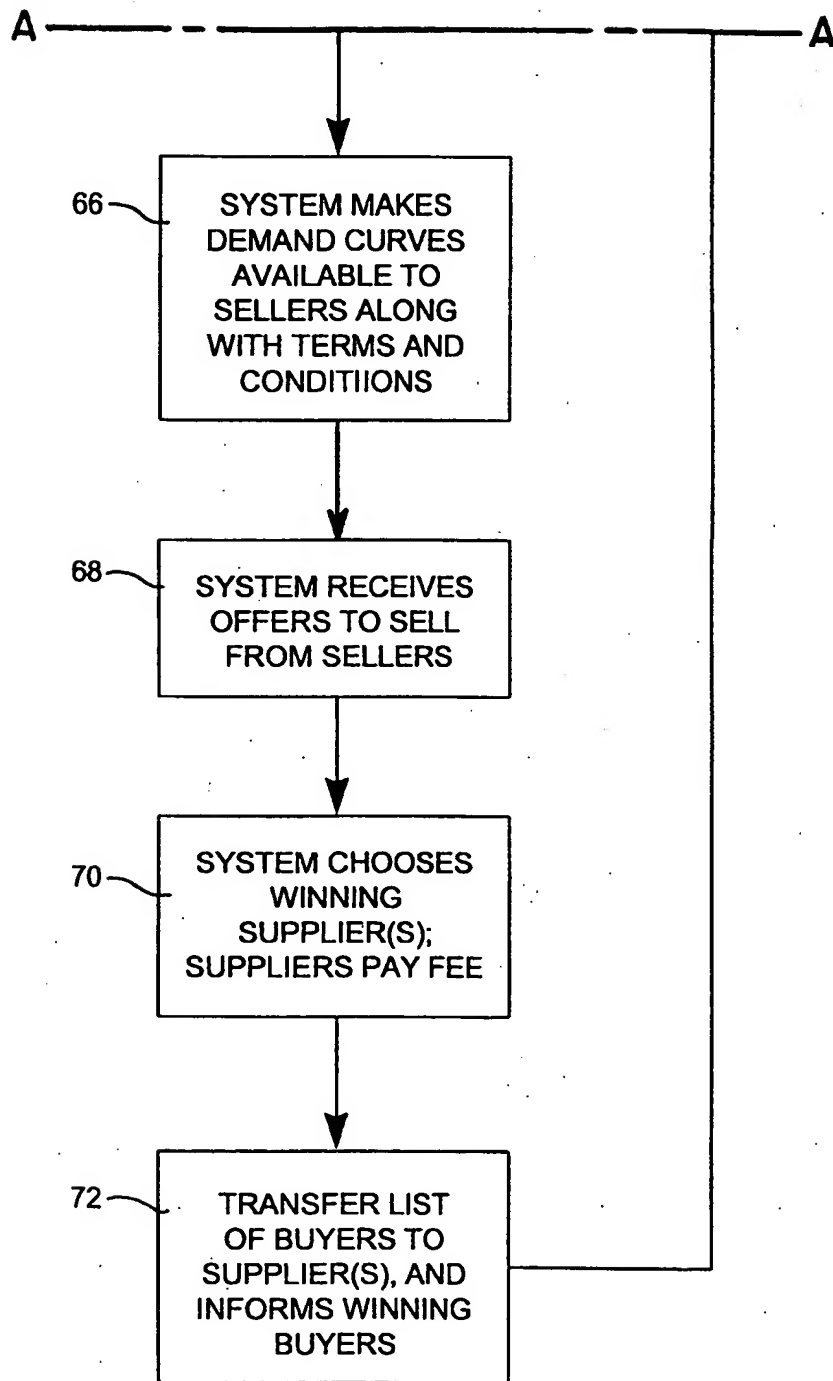 A A
66
SYSTEM MAKES
DEMAND CURVES
AVAILABLE TO
SELLERS ALONG
WITH TERMS AND
CONDITIIONS
68
SYSTEM RECEIVES
OFFERS TO SELL
FROM SELLERS
70
SYSTEM CHOOSES
WINNING
SUPPLIER(S);
SUPPLIERS PAY FEE
72
TRANSFER LIST
OF BUYERS TO
SUPPLIER(S), AND
INFORMS WINNING
BUYERS